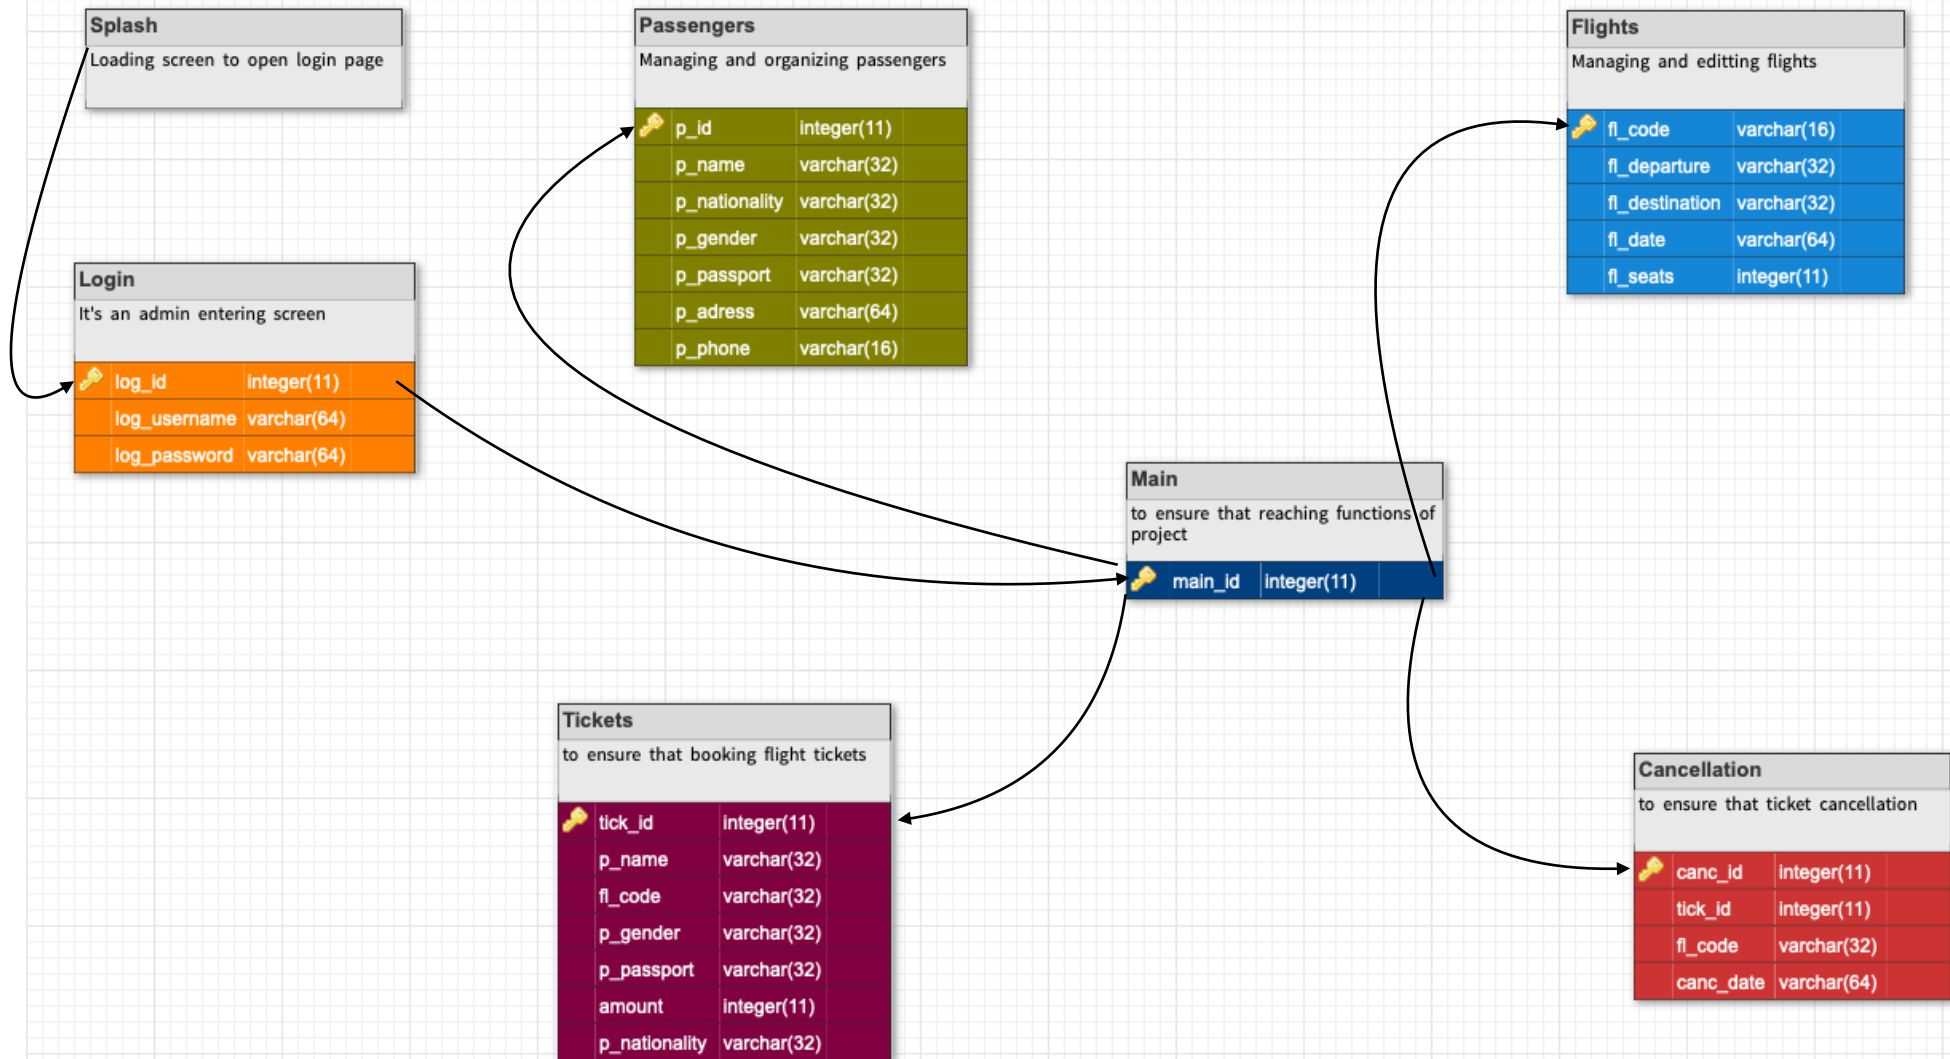 Splash
Loading screen to open login page
Passengers
Managing and organizing passengers
p_id integer(11)
p_name varchar(32)
p_nationality varchar(32)
p_gender varchar(32)
p_passport varchar(32)
p_adress varchar(64)
p_phone varchar(16)
Flights
Managing and editting flights
fl_code varchar(16)
fl_departure varchar(32)
fl_destination varchar(32)
fl_date varchar(64)
fl_seats integer(11)
Login
It's an admin entering screen
log_id integer(11)
log_username varchar(64)
log_password varchar(64)
Main
to ensure that reaching functions of
project
main_id integer(11)
Tickets
to ensure that booking flight tickets
tick_id integer(11)
p_name varchar(32)
fl_code varchar(32)
p_gender varchar(32)
p_passport varchar(32)
amount integer(11)
p_nationality varchar(32)
Cancellation
to ensure that ticket cancellation
canc_id integer(11)
tick_id integer(11)
fl_code varchar(32)
canc_date varchar(64)